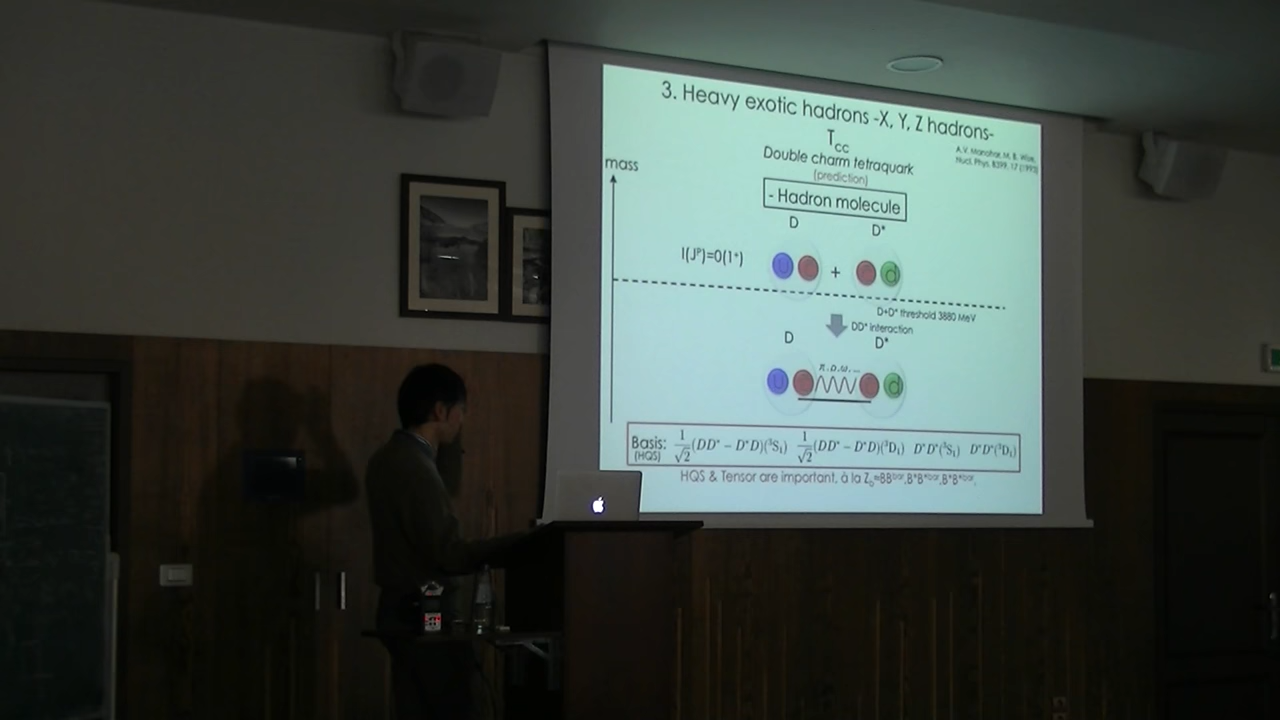 3. Heavy exotic hadrons -X, Y, Z hadrons-
T_cc
A.V. Manohar, M. B. Wise,
Nucl. Phys. B399, 17 (1993)
Double charm tetraquark
(prediction)
mass
- Hadron molecule
D D*
I(J^P)=0(1^+)
u + d
D+D* threshold 3880 MeV
DD* interaction
D D*
π, ρ, ω, ...
u d
Basis: 1/√2 (DD* − D*D)(³S₁) 1/√2 (DD* − D*D)(³D₁) D*D*(³S₁) D*D*(³D₁)
(HQS)
HQS & Tensor are important, à la Z_b=BB^bar,B*B*^bar,B*B*^bar,